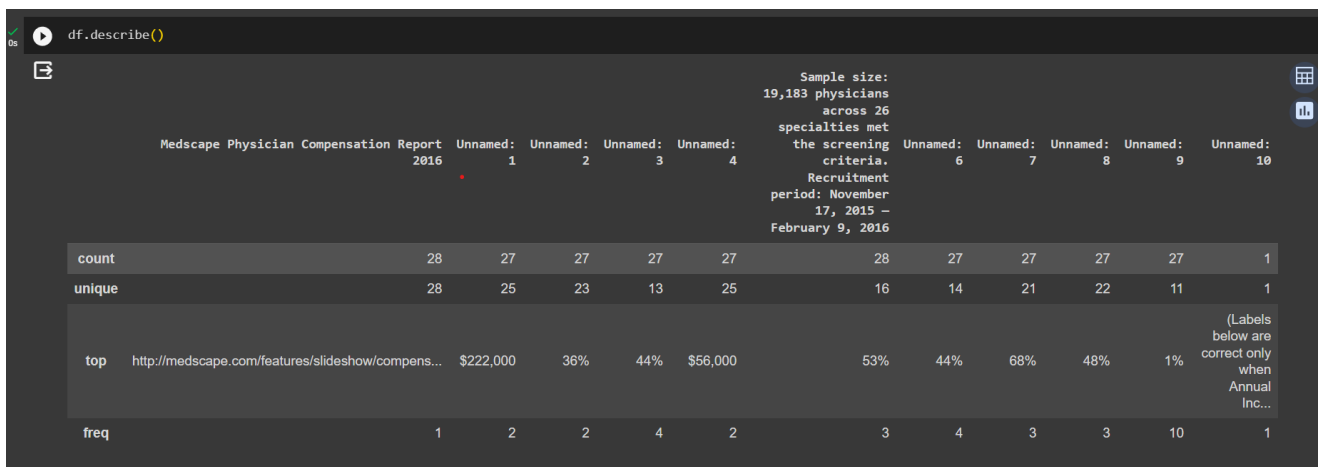 0s
df.describe()
Sample size:
19,183 physicians
across 26
specialties met
Medscape Physician Compensation Report Unnamed: Unnamed: Unnamed: Unnamed: the screening Unnamed: Unnamed: Unnamed: Unnamed: Unnamed:
2016 1 2 3 4 criteria. 6 7 8 9 10
Recruitment
period: November
17, 2015 –
February 9, 2016
count 28 27 27 27 27 28 27 27 27 27 1
unique 28 25 23 13 25 16 14 21 22 11 1
(Labels
below are
top http://medscape.com/features/slideshow/compens... $222,000 36% 44% $56,000 53% 44% 68% 48% 1% correct only
when
Annual
Inc...
freq 1 2 2 4 2 3 4 3 3 10 1